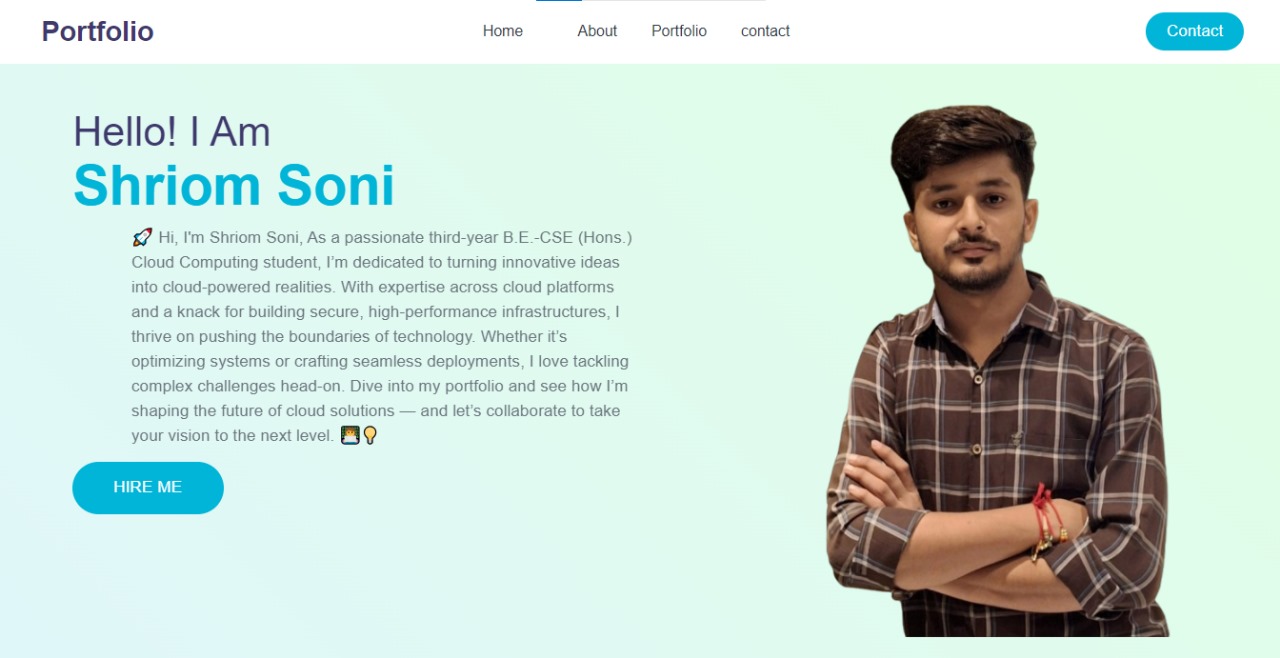 Portfolio
Home About Portfolio contact
Contact
Hello! I Am
Shriom Soni
🚀 Hi, I'm Shriom Soni, As a passionate third-year B.E.-CSE (Hons.)
Cloud Computing student, I’m dedicated to turning innovative ideas
into cloud-powered realities. With expertise across cloud platforms
and a knack for building secure, high-performance infrastructures, I
thrive on pushing the boundaries of technology. Whether it’s
optimizing systems or crafting seamless deployments, I love tackling
complex challenges head-on. Dive into my portfolio and see how I’m
shaping the future of cloud solutions — and let’s collaborate to take
your vision to the next level. 👨‍💻💡
HIRE ME